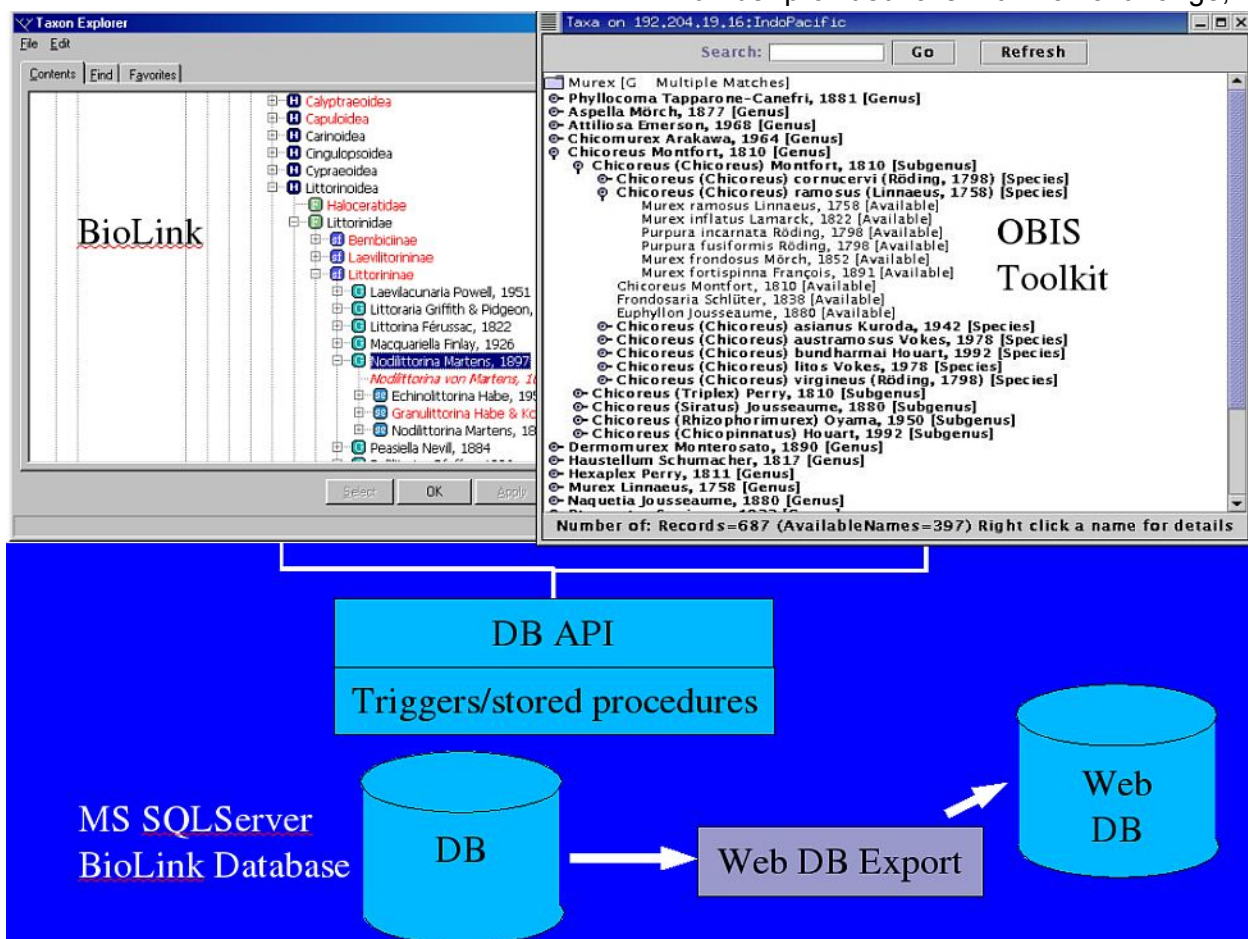 Taxon Explorer
File Edit
Contents Find Favorites
Calyptraeoidea
Capuloidea
Carinoidea
Cingulopsoidea
Cypraeoidea
Littorinoidea
Haloceratidae
Littorinidae
Bembiciinae
Laevilitorininae
Littorininae
Laevilacunaria Powell, 1951
Littoraria Griffith & Pidgeon,
Littorina Férussac, 1822
Macquariella Finlay, 1926
Nodilittorina Martens, 1897
Nodilittorina von Martens,
Echinolittorina Habe, 195
Granulittorina Habe &
Nodilittorina Martens, 18
Peasiella Nevill, 1884
BioLink
Select OK Apply
Taxa on 192.204.19.16:IndoPacific
Search: Go Refresh
Murex [G Multiple Matches]
Phyllocoma Tapparone-Canefri, 1881 [Genus]
Aspella Mörch, 1877 [Genus]
Attiliosa Emerson, 1968 [Genus]
Chicomurex Arakawa, 1964 [Genus]
Chicoreus Montfort, 1810 [Genus]
Chicoreus (Chicoreus) Montfort, 1810 [Subgenus]
Chicoreus (Chicoreus) cornucervi (Röding, 1798) [Species]
Chicoreus (Chicoreus) ramosus (Linnaeus, 1758) [Species]
Murex ramosus Linnaeus, 1758 [Available]
Murex inflatus Lamarck, 1822 [Available]
Purpura incarnata Röding, 1798 [Available]
Purpura fusiformis Röding, 1798 [Available]
Murex frondosus Mörch, 1852 [Available]
Murex fortispinna François, 1891 [Available]
Chicoreus Montfort, 1810 [Available]
Frondosaria Schlüter, 1838 [Available]
Euphyllon Jousseaume, 1880 [Available]
Chicoreus (Chicoreus) asianus Kuroda, 1942 [Species]
Chicoreus (Chicoreus) austramosus Vokes, 1978 [Species]
Chicoreus (Chicoreus) bundharmai Houart, 1992 [Species]
Chicoreus (Chicoreus) litos Vokes, 1978 [Species]
Chicoreus (Chicoreus) virgineus (Röding, 1798) [Species]
Chicoreus (Triplex) Perry, 1810 [Subgenus]
Chicoreus (Siratus) Jousseaume, 1880 [Subgenus]
Chicoreus (Rhizophorimurex) Oyama, 1950 [Subgenus]
Chicoreus (Chicopinnatus) Houart, 1992 [Subgenus]
Dermomurex Monterosato, 1890 [Genus]
Haustellum Schumacher, 1817 [Genus]
Hexaplex Perry, 1811 [Genus]
Murex Linnaeus, 1758 [Genus]
Naquetia Jousseaume, 1880 [Genus]
OBIS
Toolkit
Number of: Records=687 (AvailableNames=397) Right click a name for details
DB API
Triggers/stored procedures
MS SQLServer
BioLink Database
DB
Web DB Export
Web
DB